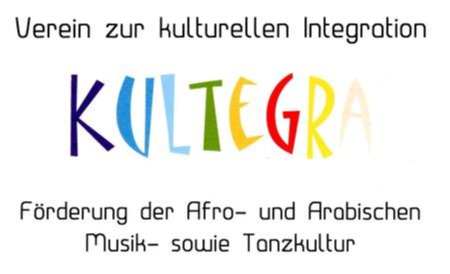 Verein zur kulturellen Integration
KULTEGRA
Förderung der Afro- und Arabischen
Musik- sowie Tanzkultur